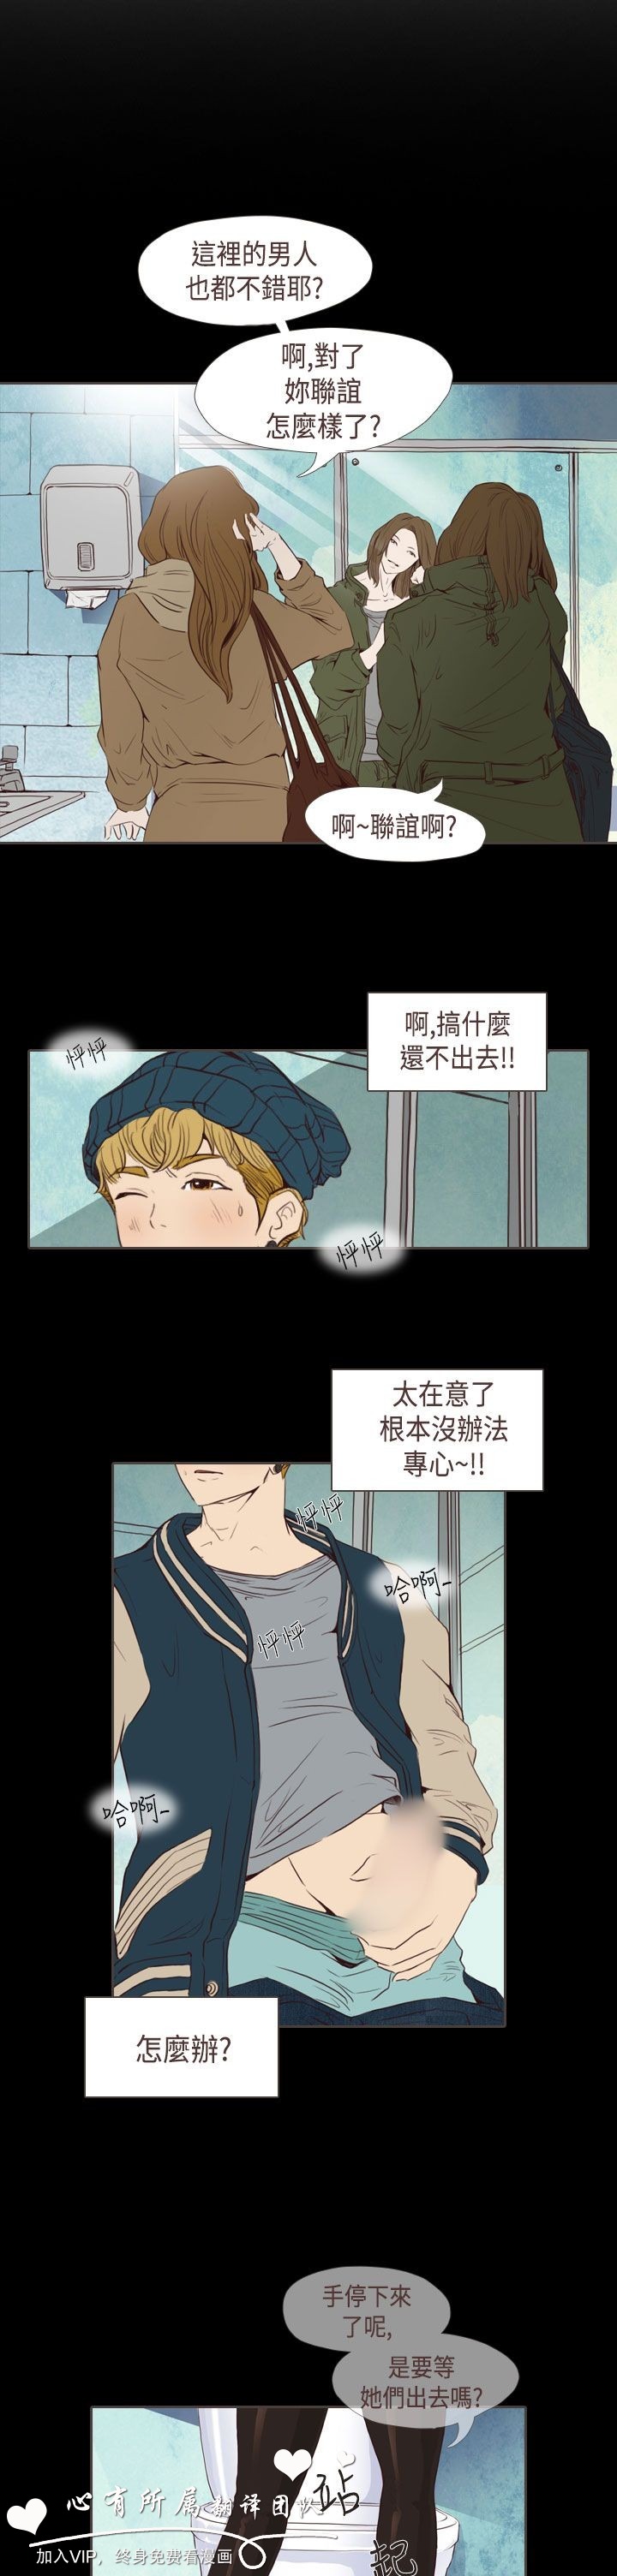 這裡的男人
也都不錯耶?
啊,對了
妳聯誼
怎麼樣了?
啊~聯誼啊?
啊,搞什麼
還不出去!!
怦怦
怦怦
太在意了
根本沒辦法
專心~!!
怦怦
哈啊~
怦怦
哈啊~
怎麼辦?
手停下來
了呢,
是要等
她們出去嗎?
站
起
心有所属翻译团队
加入VIP，终身免费看漫画